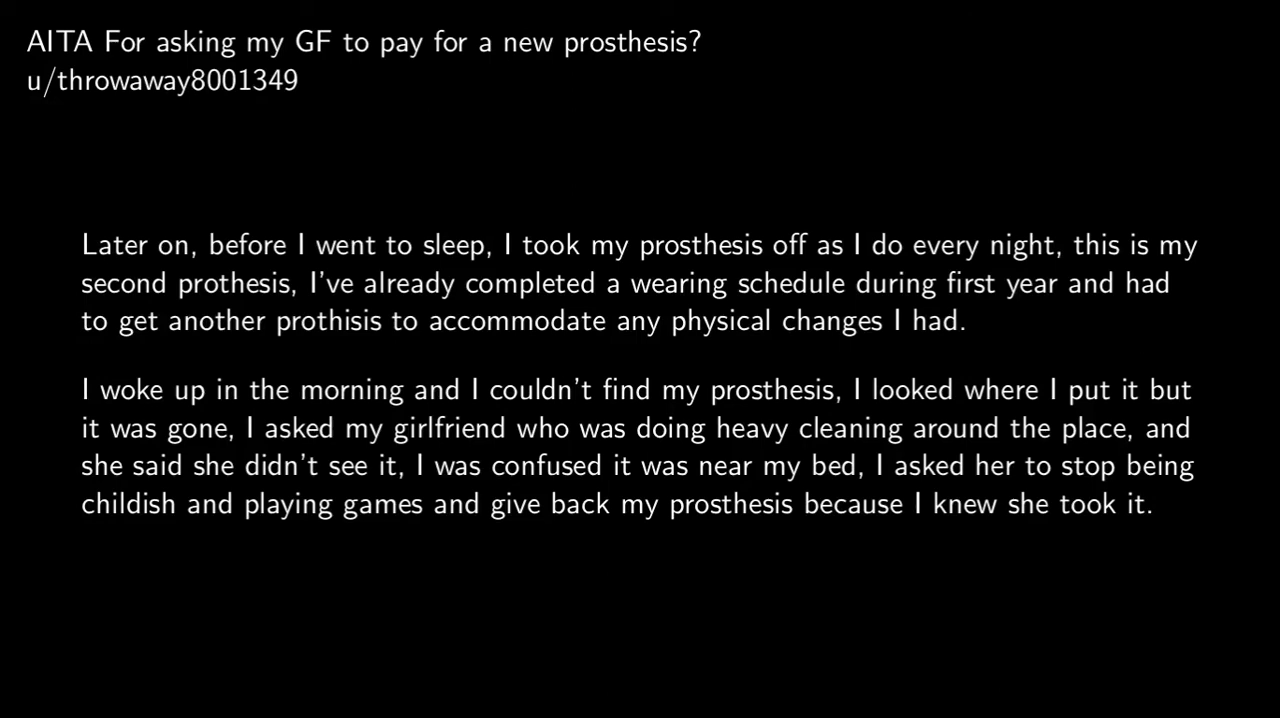 AITA For asking my GF to pay for a new prosthesis?
u/throwaway8001349
Later on, before I went to sleep, I took my prosthesis off as I do every night, this is my
second prothesis, I've already completed a wearing schedule during first year and had
to get another prothisis to accommodate any physical changes I had.
I woke up in the morning and I couldn't find my prosthesis, I looked where I put it but
it was gone, I asked my girlfriend who was doing heavy cleaning around the place, and
she said she didn't see it, I was confused it was near my bed, I asked her to stop being
childish and playing games and give back my prosthesis because I knew she took it.